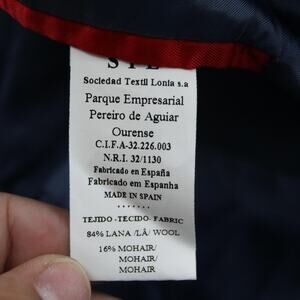 STL
Sociedad Textil Lonia s.a
Parque Empresarial
Pereiro de Aguiar
Ourense
C.I.F.A-32.226.003
N.R.I. 32/1130
Fabricado en España
Fabricado em Espanha
MADE IN SPAIN
TEJIDO -TECIDO- FABRIC
84% LANA /LÃ/ WOOL
16% MOHAIR/
MOHAIR/
MOHAIR